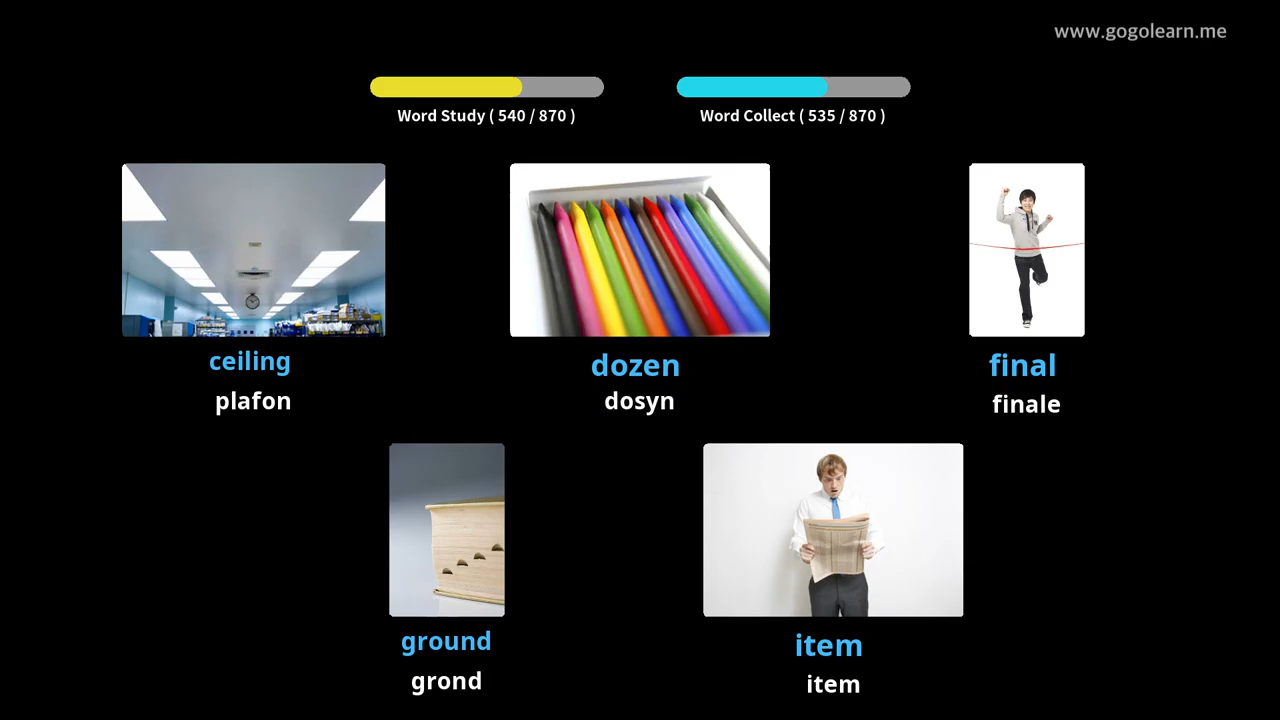 www.gogolearn.me
Word Study ( 540 / 870 )
Word Collect ( 535 / 870 )
ceiling
plafon
dozen
dosyn
final
finale
ground
grond
item
item